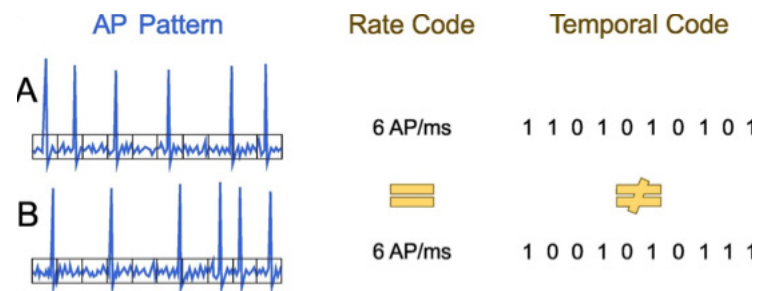 AP Pattern Rate Code Temporal Code
A 6 AP/ms 1 1 0 1 0 1 0 1 0 1
B 6 AP/ms 1 0 0 1 0 1 0 1 1 1